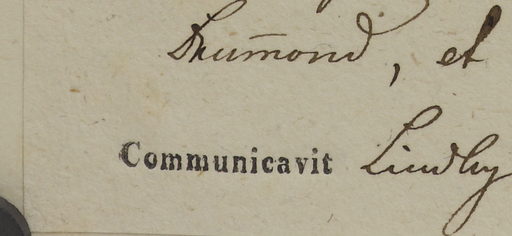 Drumond, et
Communicavit Lindley